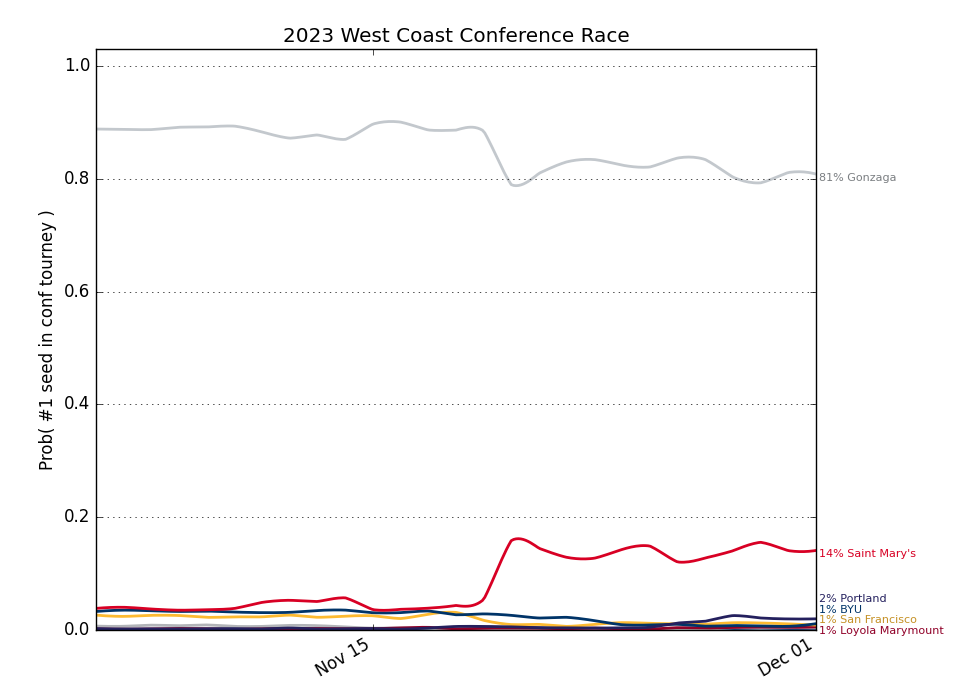 2023 West Coast Conference Race
Prob( #1 seed in conf tourney )
1.0
0.8
0.6
0.4
0.2
0.0
Nov 15
Dec 01
81% Gonzaga
14% Saint Mary's
2% Portland
1% BYU
1% San Francisco
1% Loyola Marymount